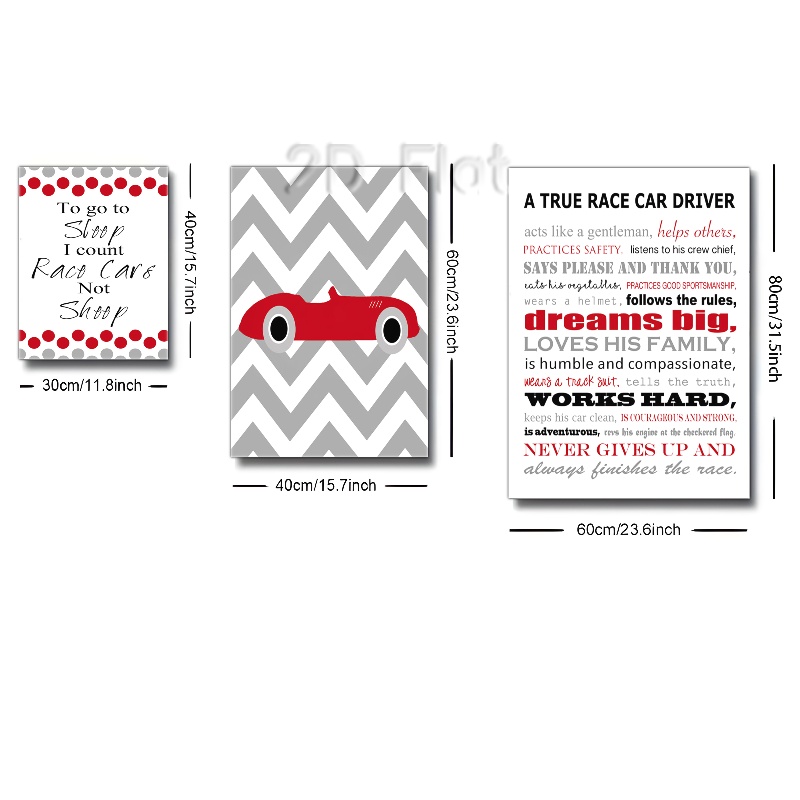 2D Flat
To go to
Sleep
I count
Race Cars
Not
Sheep
40cm/15.7inch
30cm/11.8inch
60cm/23.6inch
40cm/15.7inch
A TRUE RACE CAR DRIVER
acts like a gentleman, helps others,
PRACTICES SAFETY. listens to his crew chief,
SAYS PLEASE AND THANK YOU,
eats his vegetables, PRACTICES GOOD SPORTSMANSHIP,
wears a helmet, follows the rules,
dreams big,
LOVES HIS FAMILY,
is humble and compassionate,
wears a track suit, tells the truth,
WORKS HARD,
keeps his car clean, IS COURAGEOUS AND STRONG,
is adventurous, revs his engine at the checkered flag.
NEVER GIVES UP AND
always finishes the race.
80cm/31.5inch
60cm/23.6inch